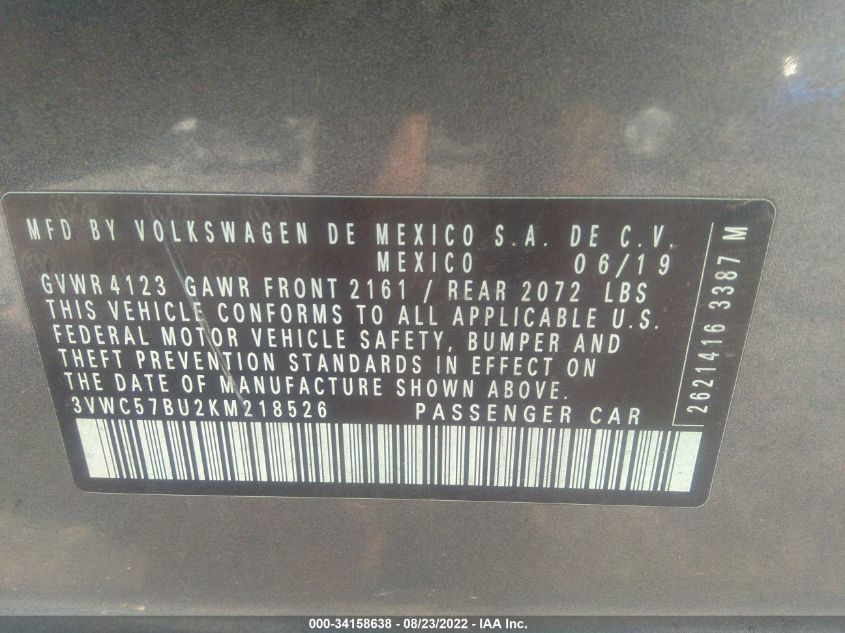 MFD BY VOLKSWAGEN DE MEXICO S.A. DE C.V.
MEXICO 06/19
GVWR 4123 GAWR FRONT 2161 / REAR 2072 LBS
THIS VEHICLE CONFORMS TO ALL APPLICABLE U.S.
FEDERAL MOTOR VEHICLE SAFETY, BUMPER AND
THEFT PREVENTION STANDARDS IN EFFECT ON
THE DATE OF MANUFACTURE SHOWN ABOVE.
3VWC57BU2KM218526 PASSENGER CAR
2621416 3387 M
000-34158638 - 08/23/2022 - IAA Inc.